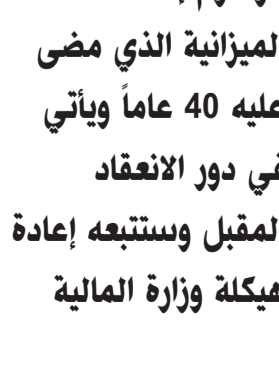 الميزانية الذي مضى
عليه 40 عاماً ويأتي
في دور الانعقاد
المقبل وستتبعه إعادة
هيكلة وزارة المالية